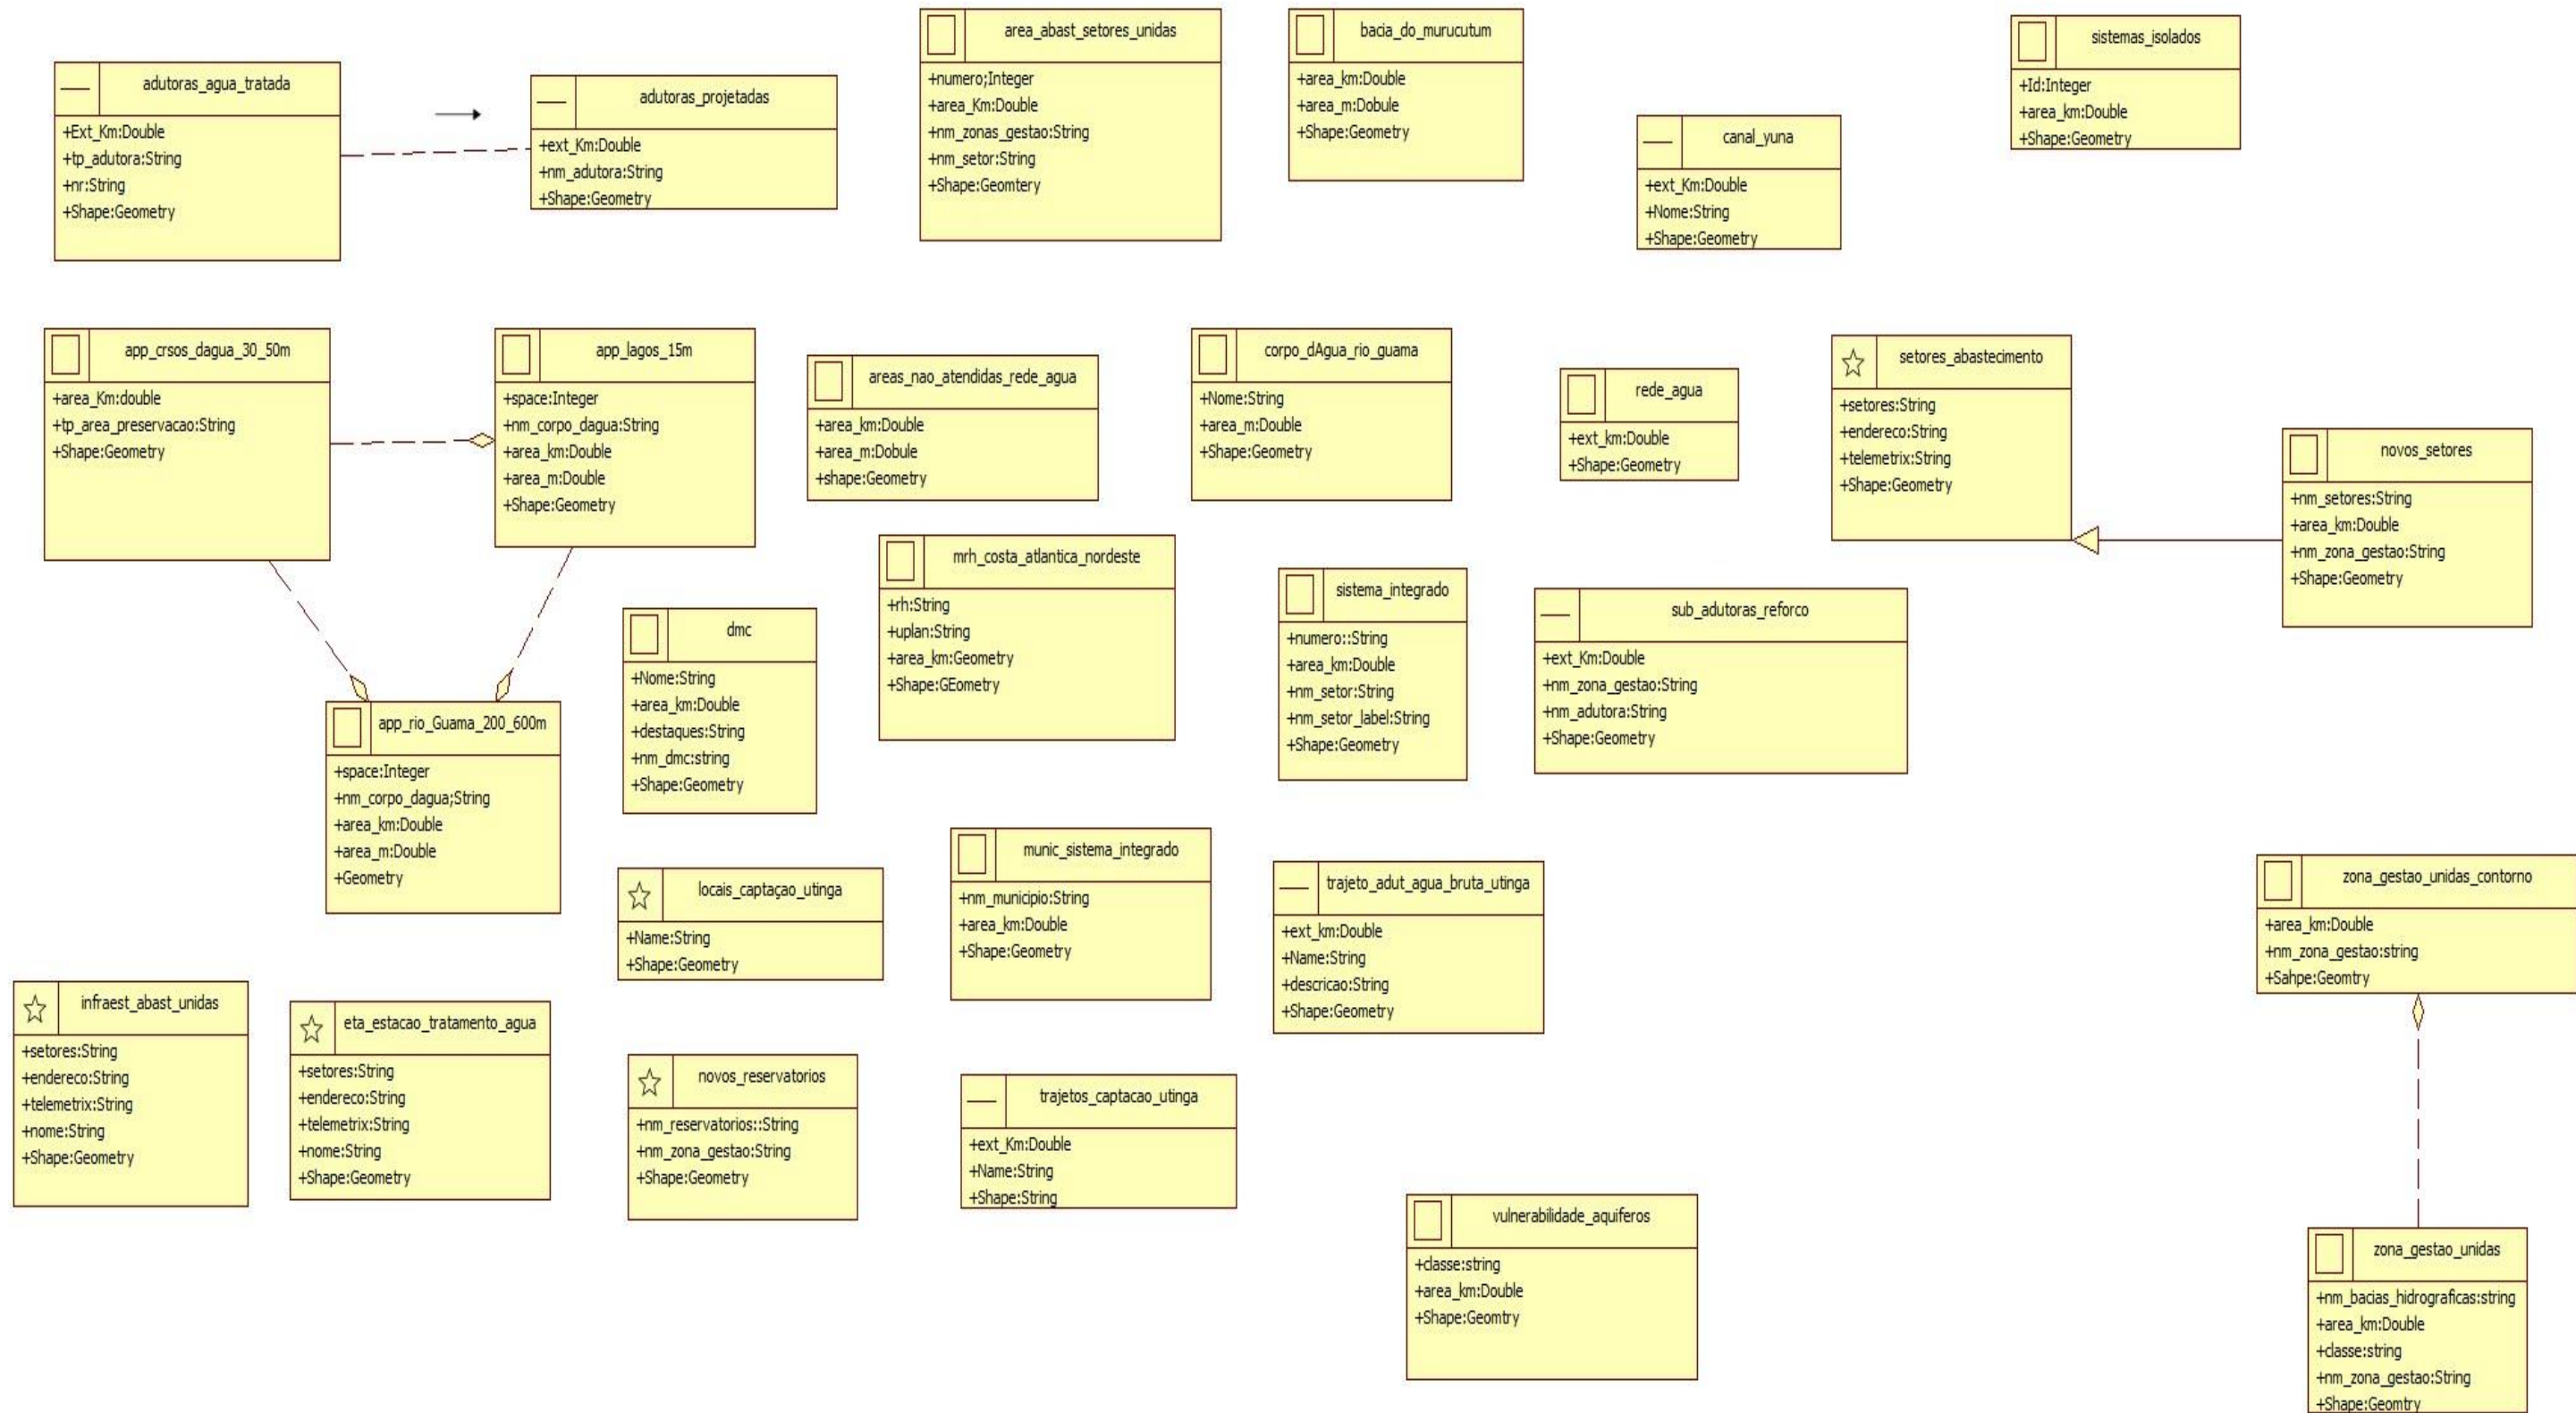 adutoras_agua_tratada
+Ext_Km:Double
+tp_adutora:String
+nr:String
+Shape:Geometry
adutoras_projetadas
+ext_Km:Double
+nm_adutora:String
+Shape:Geometry
area_abast_setores_unidas
+numero;Integer
+area_Km:Double
+nm_zonas_gestao:String
+nm_setor:String
+Shape:Geomtery
bacia_do_murucutum
+area_km:Double
+area_m:Dobule
+Shape:Geometry
canal_yuna
+ext_Km:Double
+Nome:String
+Shape:Geometry
sistemas_isolados
+Id:Integer
+area_km:Double
+Shape:Geometry
app_crsos_dagua_30_50m
+area_Km:double
+tp_area_preservacao:String
+Shape:Geometry
app_lagos_15m
+space:Integer
+nm_corpo_dagua:String
+area_km:Double
+area_m:Double
+Shape:Geometry
areas_nao_atendidas_rede_agua
+area_km:Double
+area_m:Dobule
+shape:Geometry
corpo_dAgua_rio_guama
+Nome:String
+area_m:Double
+Shape:Geometry
rede_agua
+ext_km:Double
+Shape:Geometry
setores_abastecimento
+setores:String
+endereco:String
+telemetrix:String
+Shape:Geometry
novos_setores
+nm_setores:String
+area_km:Double
+nm_zona_gestao:String
+Shape:Geometry
mrh_costa_atlantica_nordeste
+rh:String
+uplan:String
+area_km:Geometry
+Shape:GEometry
sistema_integrado
+numero::String
+area_km:Double
+nm_setor:String
+nm_setor_label:String
+Shape:Geometry
sub_adutoras_reforco
+ext_Km:Double
+nm_zona_gestao:String
+nm_adutora:String
+Shape:Geometry
dmc
+Nome:String
+area_km:Double
+destaques:String
+nm_dmc:string
+Shape:Geometry
app_rio_Guama_200_600m
+space:Integer
+nm_corpo_dagua;String
+area_km:Double
+area_m:Double
+Geometry
locais_captaçao_utinga
+Name:String
+Shape:Geometry
munic_sistema_integrado
+nm_municipio:String
+area_km:Double
+Shape:Geometry
trajeto_adut_agua_bruta_utinga
+ext_km:Double
+Name:String
+descricao:String
+Shape:Geometry
zona_gestao_unidas_contorno
+area_km:Double
+nm_zona_gestao:string
+Sahpe:Geomtry
infraest_abast_unidas
+setores:String
+endereco:String
+telemetrix:String
+nome:String
+Shape:Geometry
eta_estacao_tratamento_agua
+setores:String
+endereco:String
+telemetrix:String
+nome:String
+Shape:Geometry
novos_reservatorios
+nm_reservatorios::String
+nm_zona_gestao:String
+Shape:Geometry
trajetos_captacao_utinga
+ext_Km:Double
+Name:String
+Shape:String
vulnerabilidade_aquiferos
+classe:string
+area_km:Double
+Shape:Geomtry
zona_gestao_unidas
+nm_bacias_hidrograficas:string
+area_km:Double
+classe:string
+nm_zona_gestao:String
+Shape:Geomtry